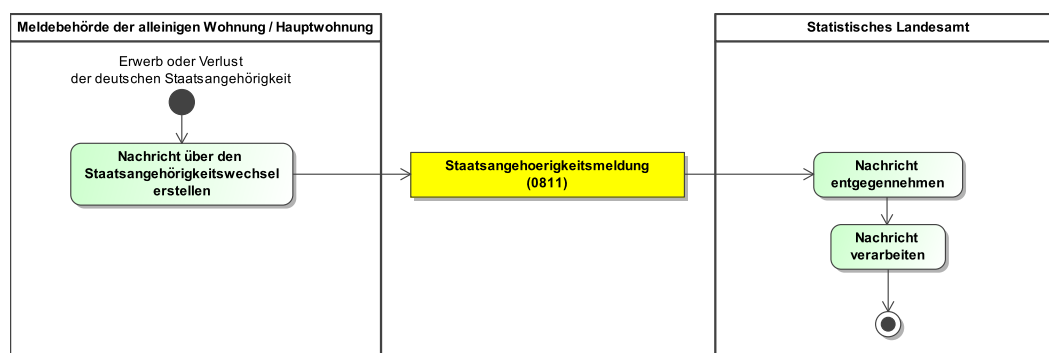 Meldebehörde der alleinigen Wohnung / Hauptwohnung
Erwerb oder Verlust
der deutschen Staatsangehörigkeit
Nachricht über den
Staatsangehörigkeitswechsel
erstellen
Staatsangehoerigkeitsmeldung
(0811)
Statistisches Landesamt
Nachricht
entgegennehmen
Nachricht
verarbeiten